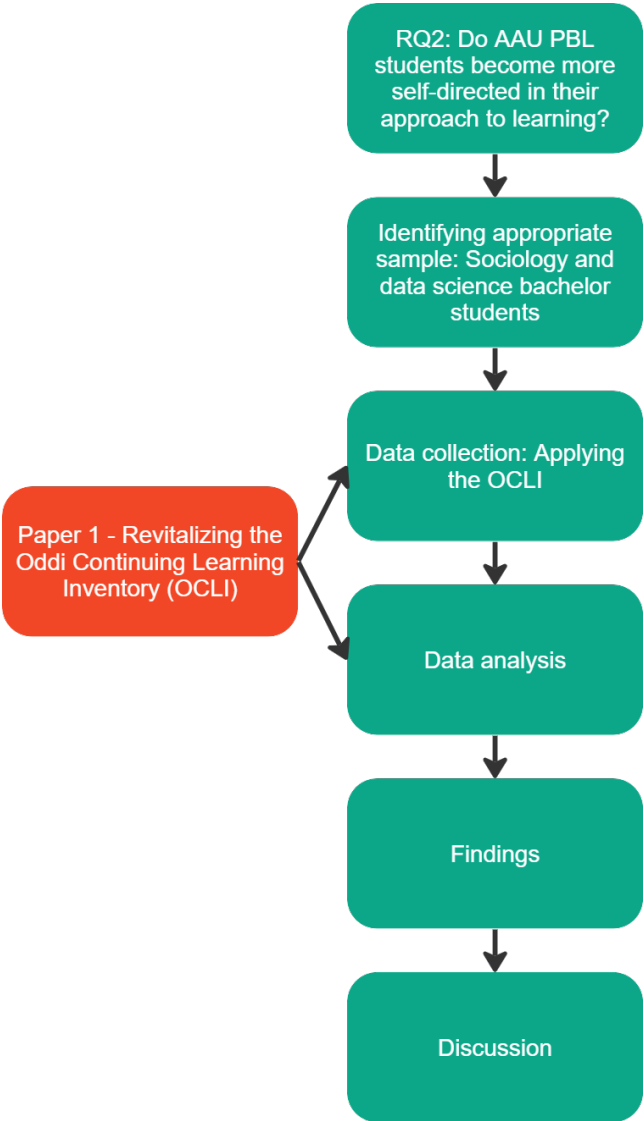 RQ2: Do AAU PBL
students become more
self-directed in their
approach to learning?
Identifying appropriate
sample: Sociology and
data science bachelor
students
Data collection: Applying
the OCLI
Paper 1 - Revitalizing the
Oddi Continuing Learning
Inventory (OCLI)
Data analysis
Findings
Discussion